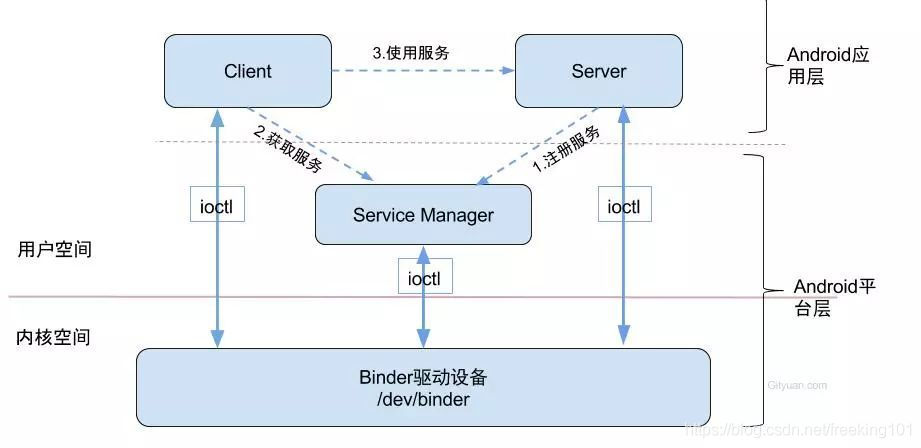 Client
3.使用服务
Server
Android应
用层
2.获取服务
1.注册服务
ioctl
Service Manager
ioctl
用户空间
ioctl
Android平
台层
内核空间
Binder驱动设备
/dev/binder
Gityuan.com
https://blog.csdn.net/freeking101